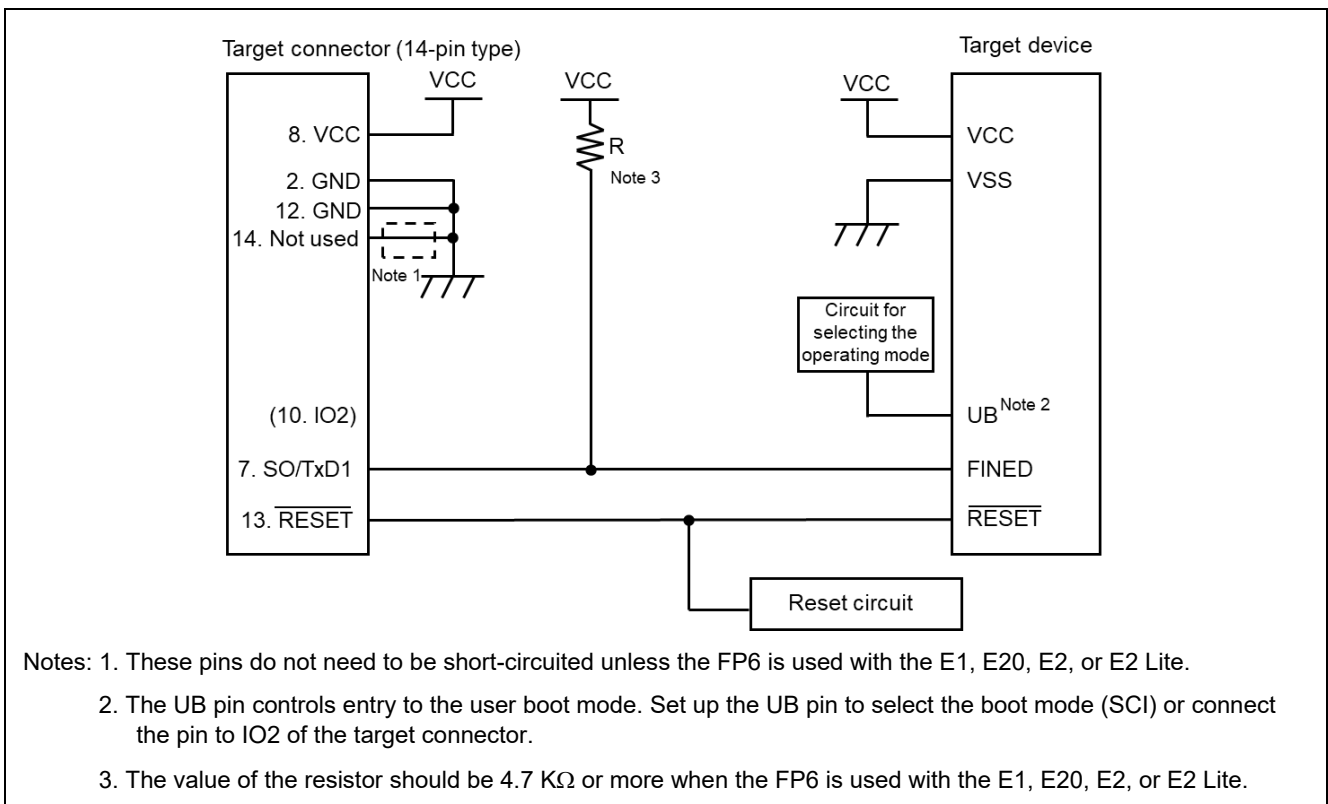 Target connector (14-pin type)
Target device
VCC
VCC
VCC
8. VCC
VCC
R
Note 3
2. GND
VSS
12. GND
14. Not used
Note 1
Circuit for
selecting the
operating mode
(10. IO2)
UB Note 2
7. SO/TxD1
FINED
13. RESET
RESET
Reset circuit
Notes: 1. These pins do not need to be short-circuited unless the FP6 is used with the E1, E20, E2, or E2 Lite.
2. The UB pin controls entry to the user boot mode. Set up the UB pin to select the boot mode (SCI) or connect
the pin to IO2 of the target connector.
3. The value of the resistor should be 4.7 KΩ or more when the FP6 is used with the E1, E20, E2, or E2 Lite.